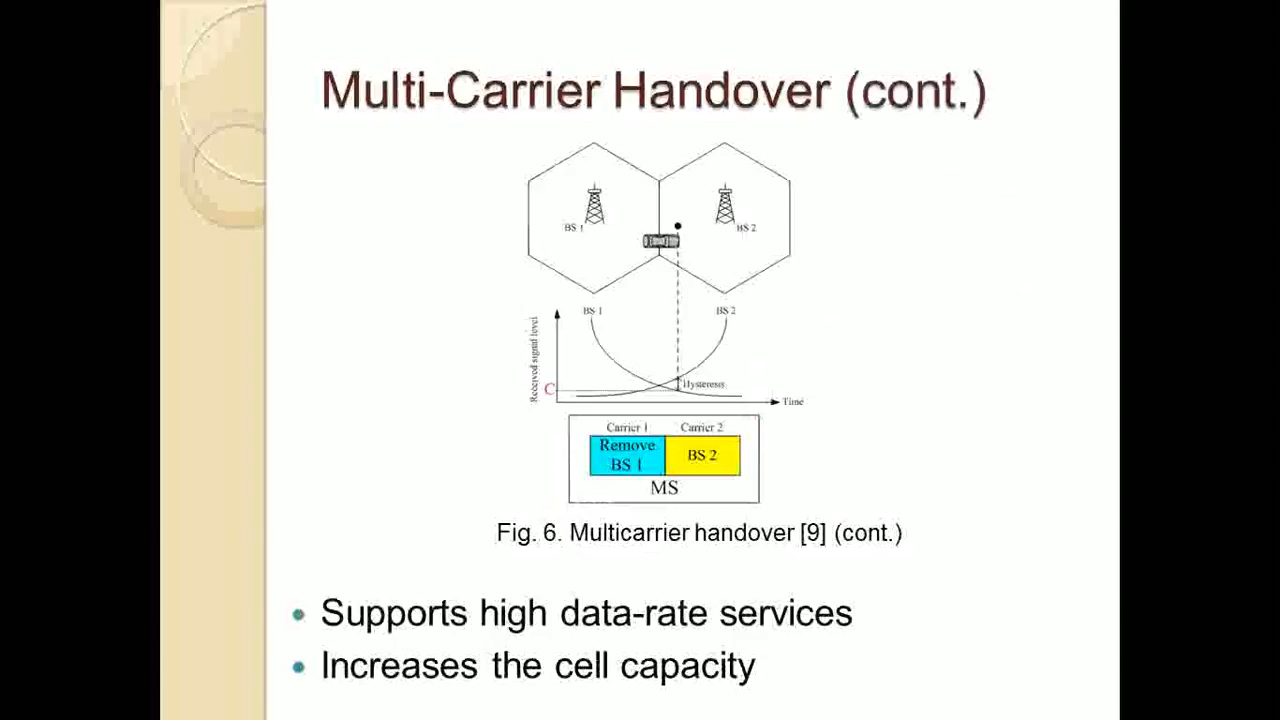 Multi-Carrier Handover (cont.)
BS 1
BS 2
BS 1
BS 2
Received signal level
C
Hysteresis
Time
Carrier 1
Carrier 2
Remove
BS 1
BS 2
MS
Fig. 6. Multicarrier handover [9] (cont.)
• Supports high data-rate services
• Increases the cell capacity